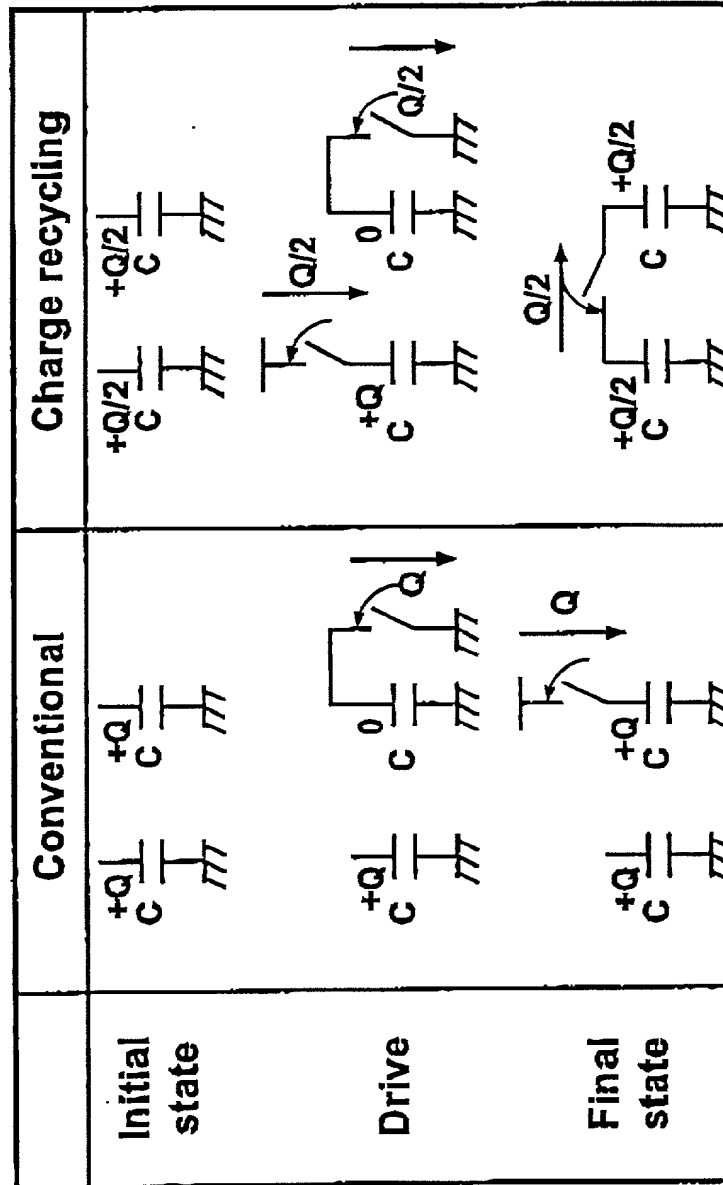 Conventional
Charge recycling
Initial
state
+Q
C
+Q
C
+Q/2
C
+Q/2
C
Drive
+Q
C
0
C
Q
+Q
C
Q/2
0
C
Q/2
Final
state
+Q
C
+Q
C
Q
+Q/2
C
Q/2
+Q/2
C